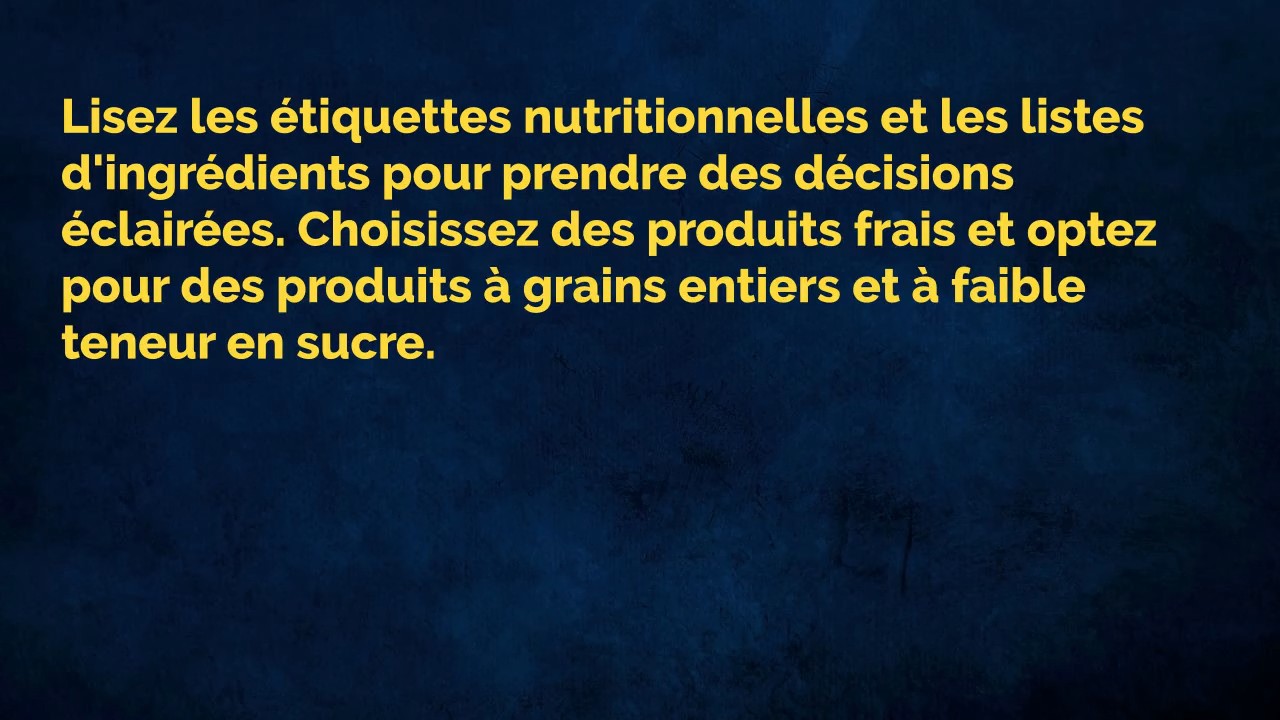 Lisez les étiquettes nutritionnelles et les listes
d'ingrédients pour prendre des décisions
éclairées. Choisissez des produits frais et optez
pour des produits à grains entiers et à faible
teneur en sucre.